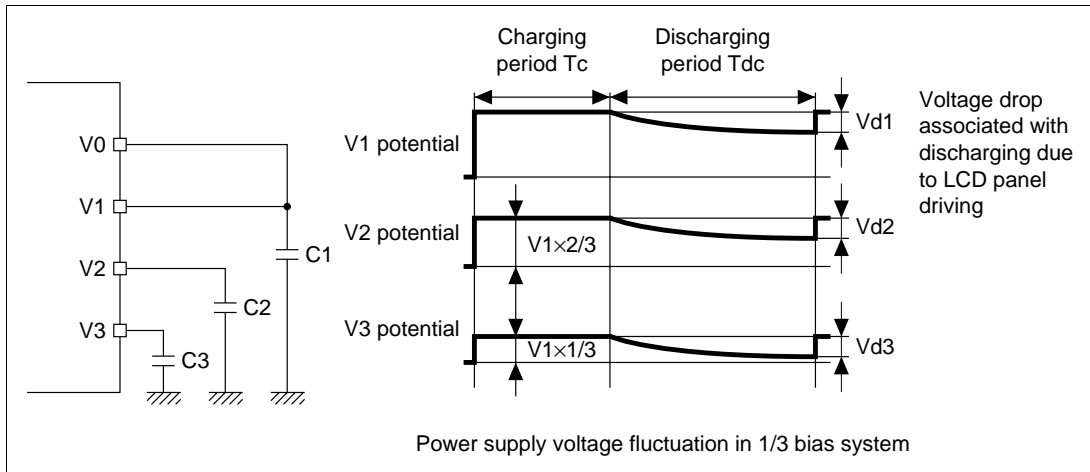 V0
V1
V2
V3
C1
C2
C3
Charging
period Tc
Discharging
period Tdc
V1 potential
Vd1
V2 potential
V1×2/3
Vd2
V3 potential
V1×1/3
Vd3
Voltage drop
associated with
discharging due
to LCD panel
driving
Power supply voltage fluctuation in 1/3 bias system